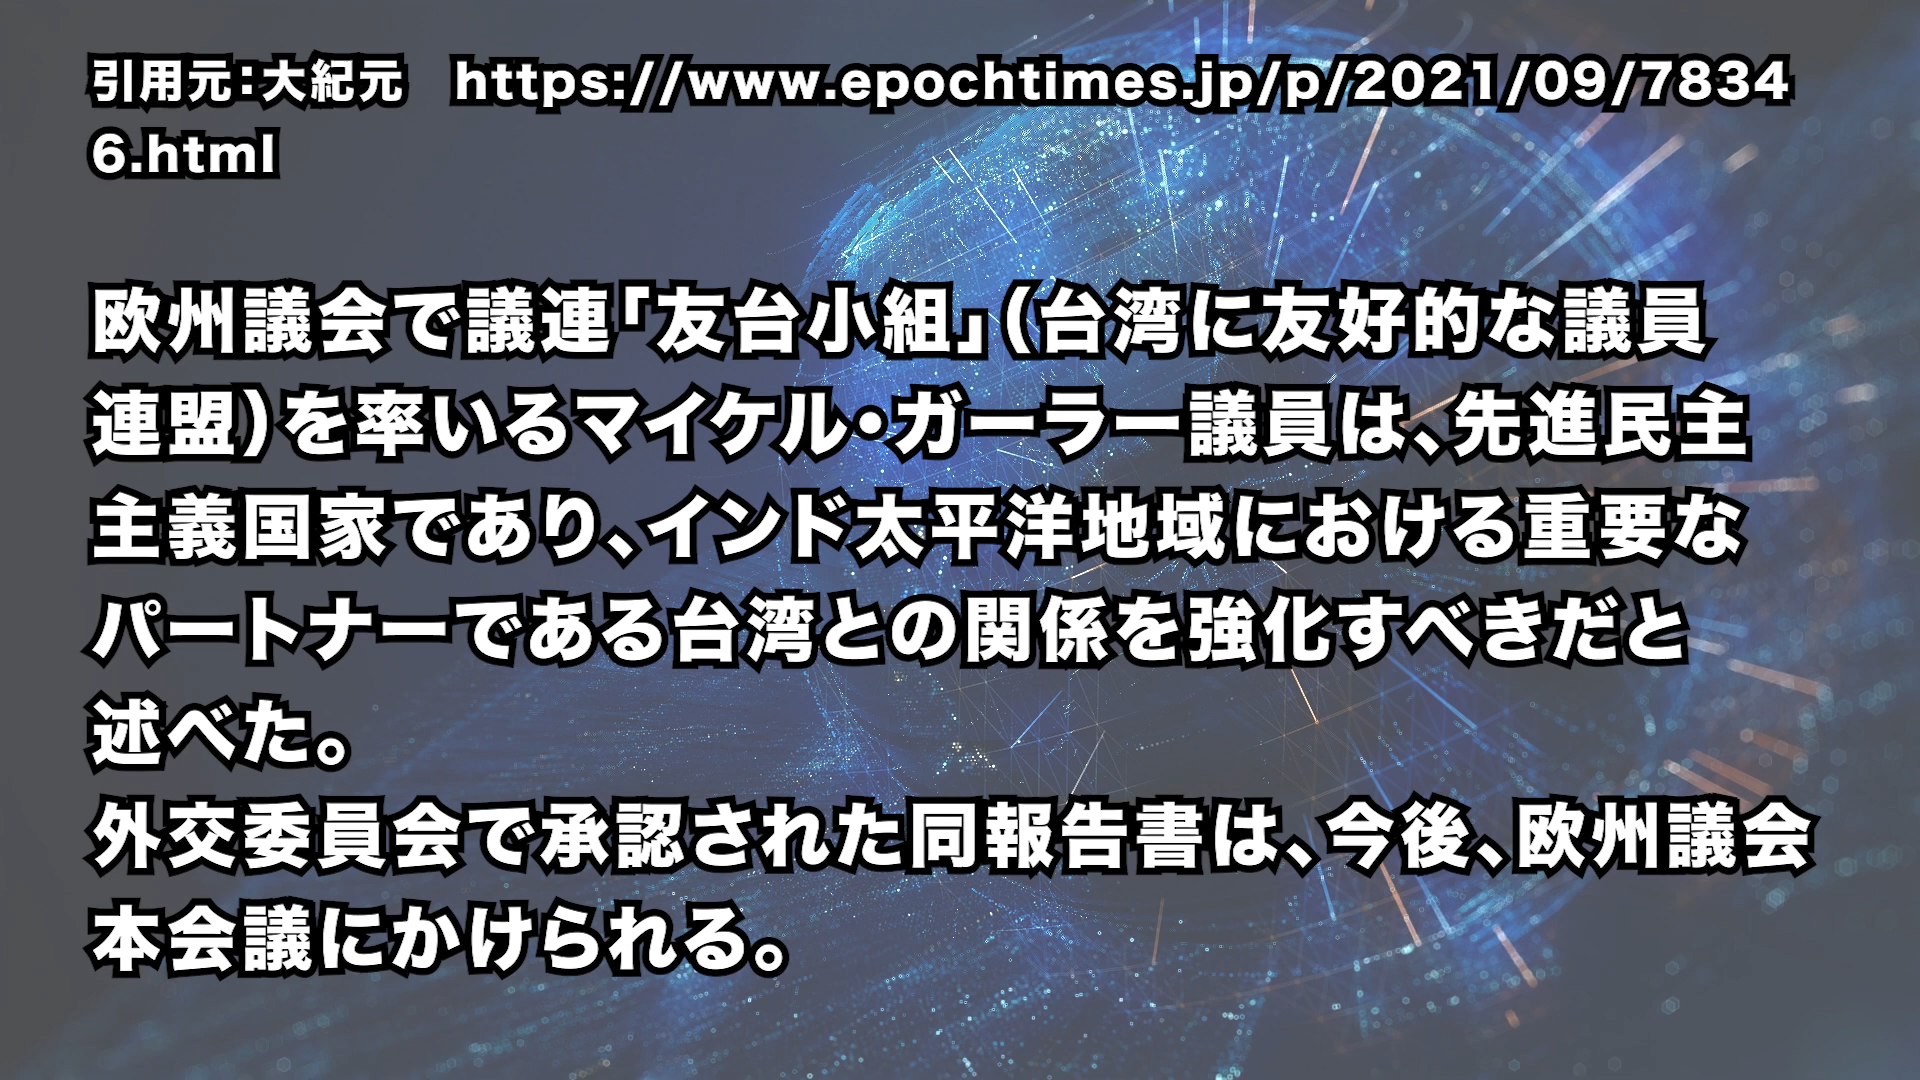 引用元：大紀元　https://www.epochtimes.jp/p/2021/09/7834
6.html
欧州議会で議連「友台小組」（台湾に友好的な議員
連盟）を率いるマイケル・ガーラー議員は、先進民主
主義国家であり、インド太平洋地域における重要な
パートナーである台湾との関係を強化すべきだと
述べた。
外交委員会で承認された同報告書は、今後、欧州議会
本会議にかけられる。